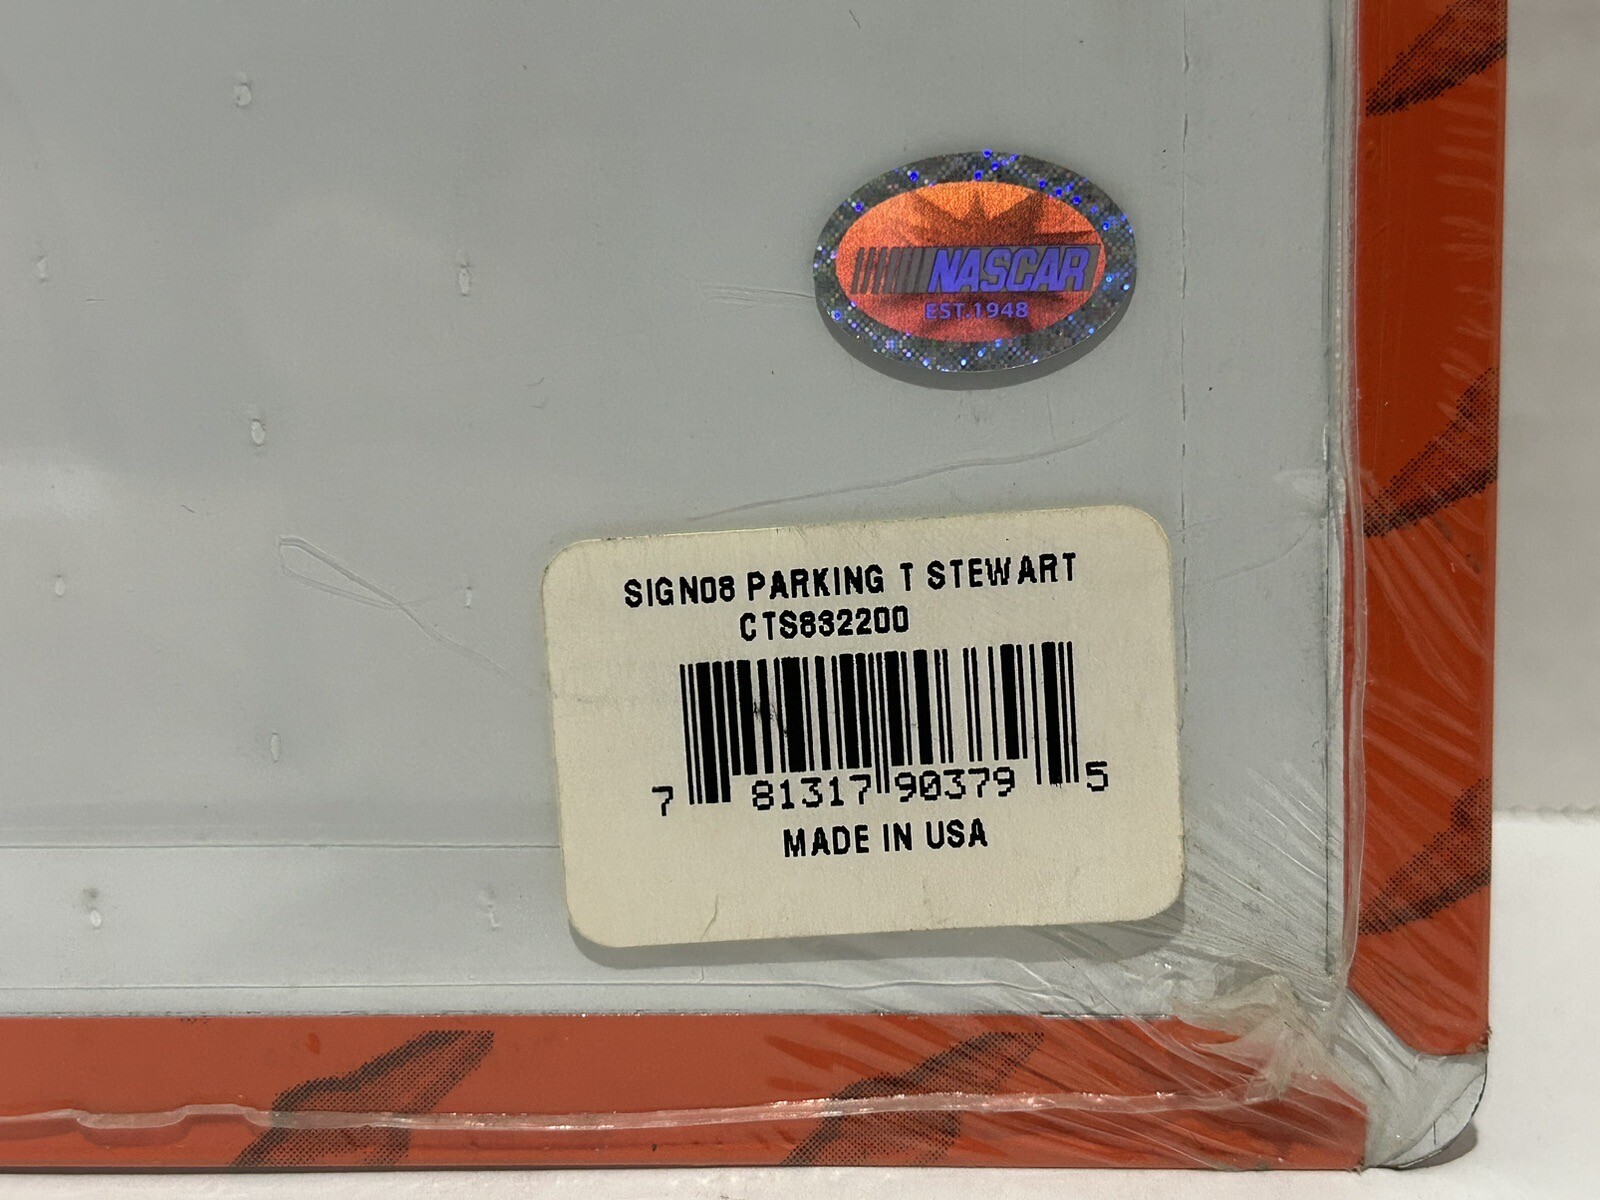 NASCAR
EST.1948
SIGN08 PARKING T STEWART
CTS832200
7 81317 90379 5
MADE IN USA